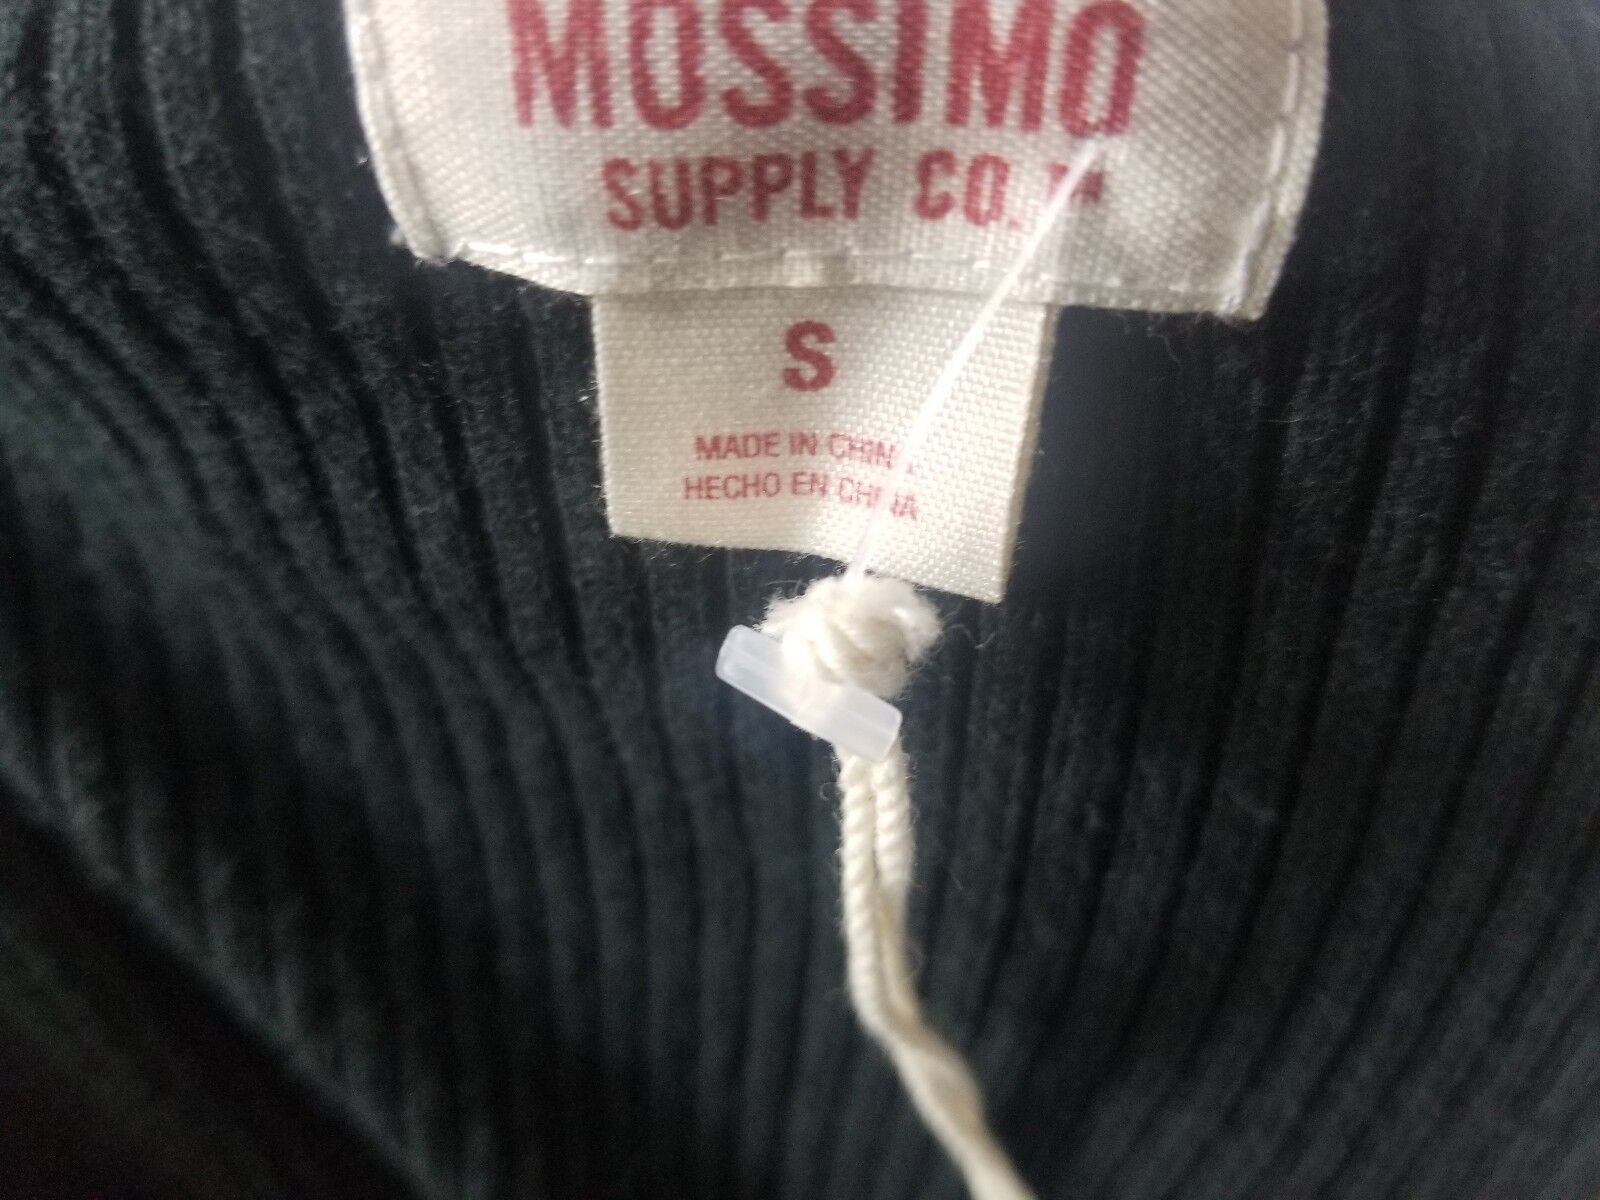 MOSSIMO
SUPPLY CO.™
S
MADE IN CHINA
HECHO EN CHINA